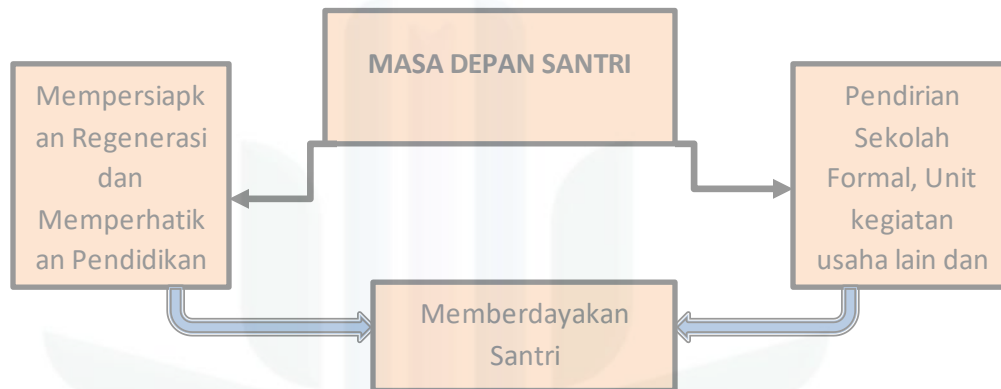 MASA DEPAN SANTRI
Mempersiapk
an Regenerasi
dan
Memperhatik
an Pendidikan
Pendirian
Sekolah
Formal, Unit
kegiatan
usaha lain dan
Memberdayakan
Santri